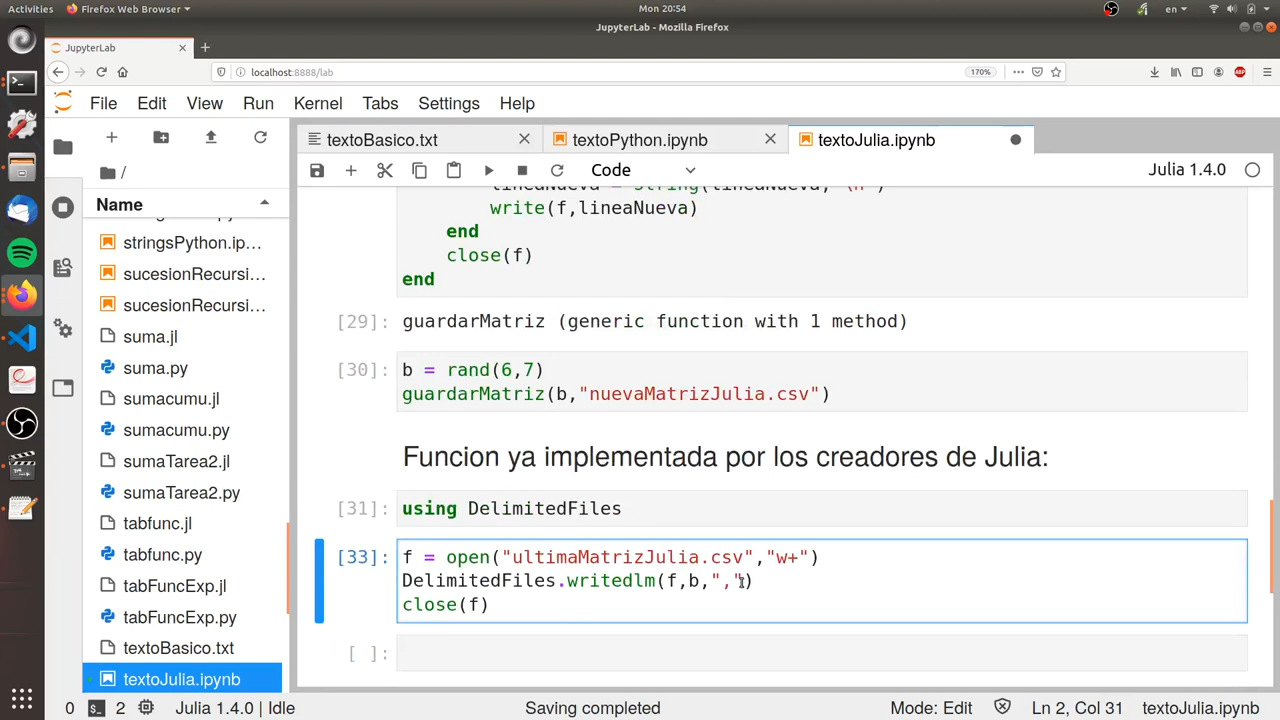 Activities
Firefox Web Browser
Mon 20:54
en
JupyterLab - Mozilla Firefox
JupyterLab
localhost:8888/lab
170%
ABP
File Edit View Run Kernel Tabs Settings Help
textoBasico.txt
textoPython.ipynb
textoJulia.ipynb
Code
Julia 1.4.0
/
Name
stringsPython.ip...
sucesionRecursi...
sucesionRecursi...
suma.jl
suma.py
sumacumu.jl
sumacumu.py
sumaTarea2.jl
sumaTarea2.py
tabfunc.jl
tabfunc.py
tabFuncExp.jl
tabFuncExp.py
textoBasico.txt
textoJulia.ipynb
lineaNueva = string(lineaNueva, "\n")
write(f,lineaNueva)
end
close(f)
end
[29]: guardarMatriz (generic function with 1 method)
[30]: b = rand(6,7)
guardarMatriz(b,"nuevaMatrizJulia.csv")
Funcion ya implementada por los creadores de Julia:
[31]: using DelimitedFiles
[33]: f = open("ultimaMatrizJulia.csv","w+")
DelimitedFiles.writedlm(f,b,",")
close(f)
[ ]:
0 $_ 2 Julia 1.4.0 | Idle
Saving completed
Mode: Edit
Ln 2, Col 31
textoJulia.ipynb